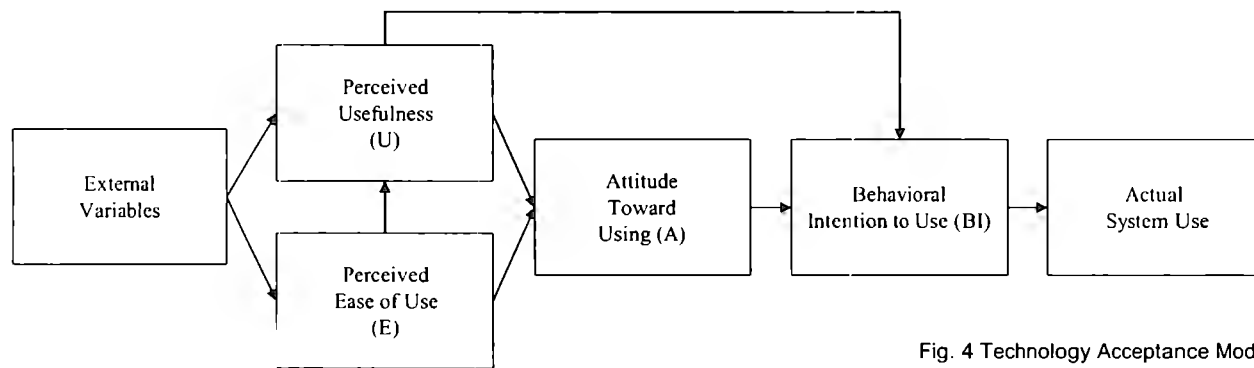 External
Variables
Perceived
Usefulness
(U)
Perceived
Ease of Use
(E)
Attitude
Toward
Using (A)
Behavioral
Intention to Use (BI)
Actual
System Use
Fig. 4 Technology Acceptance Mod